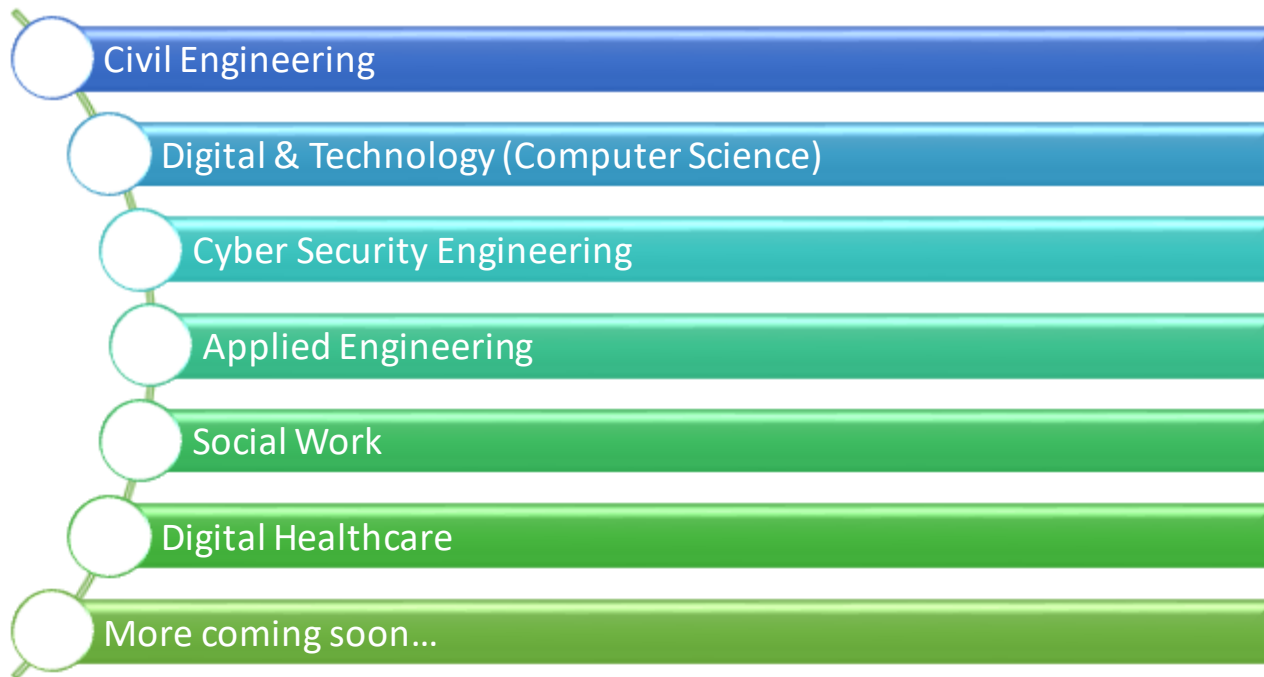 Civil Engineering
Digital & Technology (Computer Science)
Cyber Security Engineering
Applied Engineering
Social Work
Digital Healthcare
More coming soon…